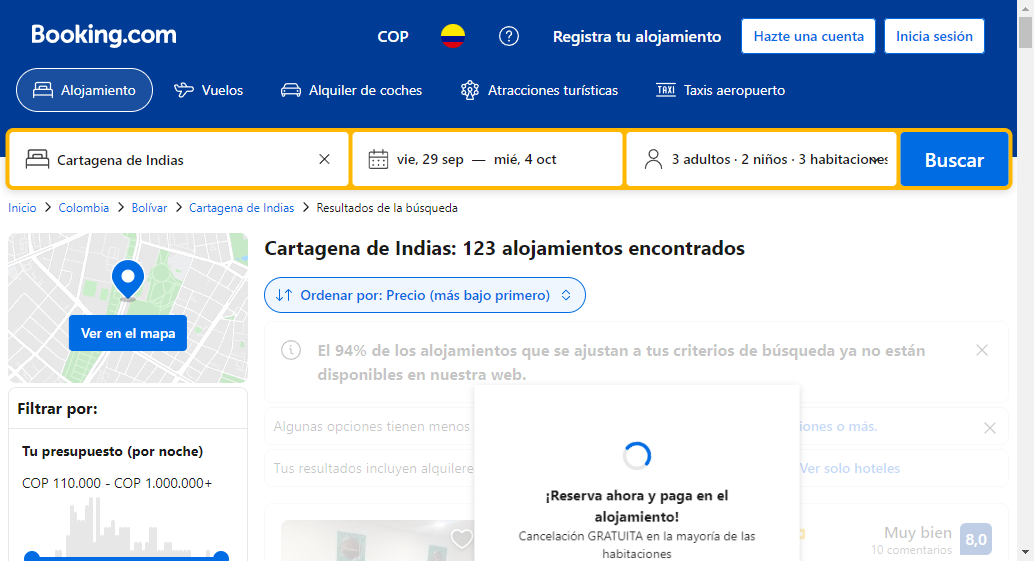 Booking.com
COP
Registra tu alojamiento
Hazte una cuenta
Inicia sesión
Alojamiento
Vuelos
Alquiler de coches
Atracciones turísticas
TAXI
Taxis aeropuerto
Cartagena de Indias
vie, 29 sep — mié, 4 oct
3 adultos · 2 niños · 3 habitaciones
Buscar
Inicio > Colombia > Bolívar > Cartagena de Indias > Resultados de la búsqueda
Ver en el mapa
Filtrar por:
Tu presupuesto (por noche)
COP 110.000 - COP 1.000.000+
Cartagena de Indias: 123 alojamientos encontrados
Ordenar por: Precio (más bajo primero)
El 94% de los alojamientos que se ajustan a tus criterios de búsqueda ya no están
disponibles en nuestra web.
Algunas opciones tienen menos
iones o más.
Tus resultados incluyen alquilere
Ver solo hoteles
¡Reserva ahora y paga en el
alojamiento!
Cancelación GRATUITA en la mayoría de las
habitaciones
Muy bien
10 comentarios
8,0